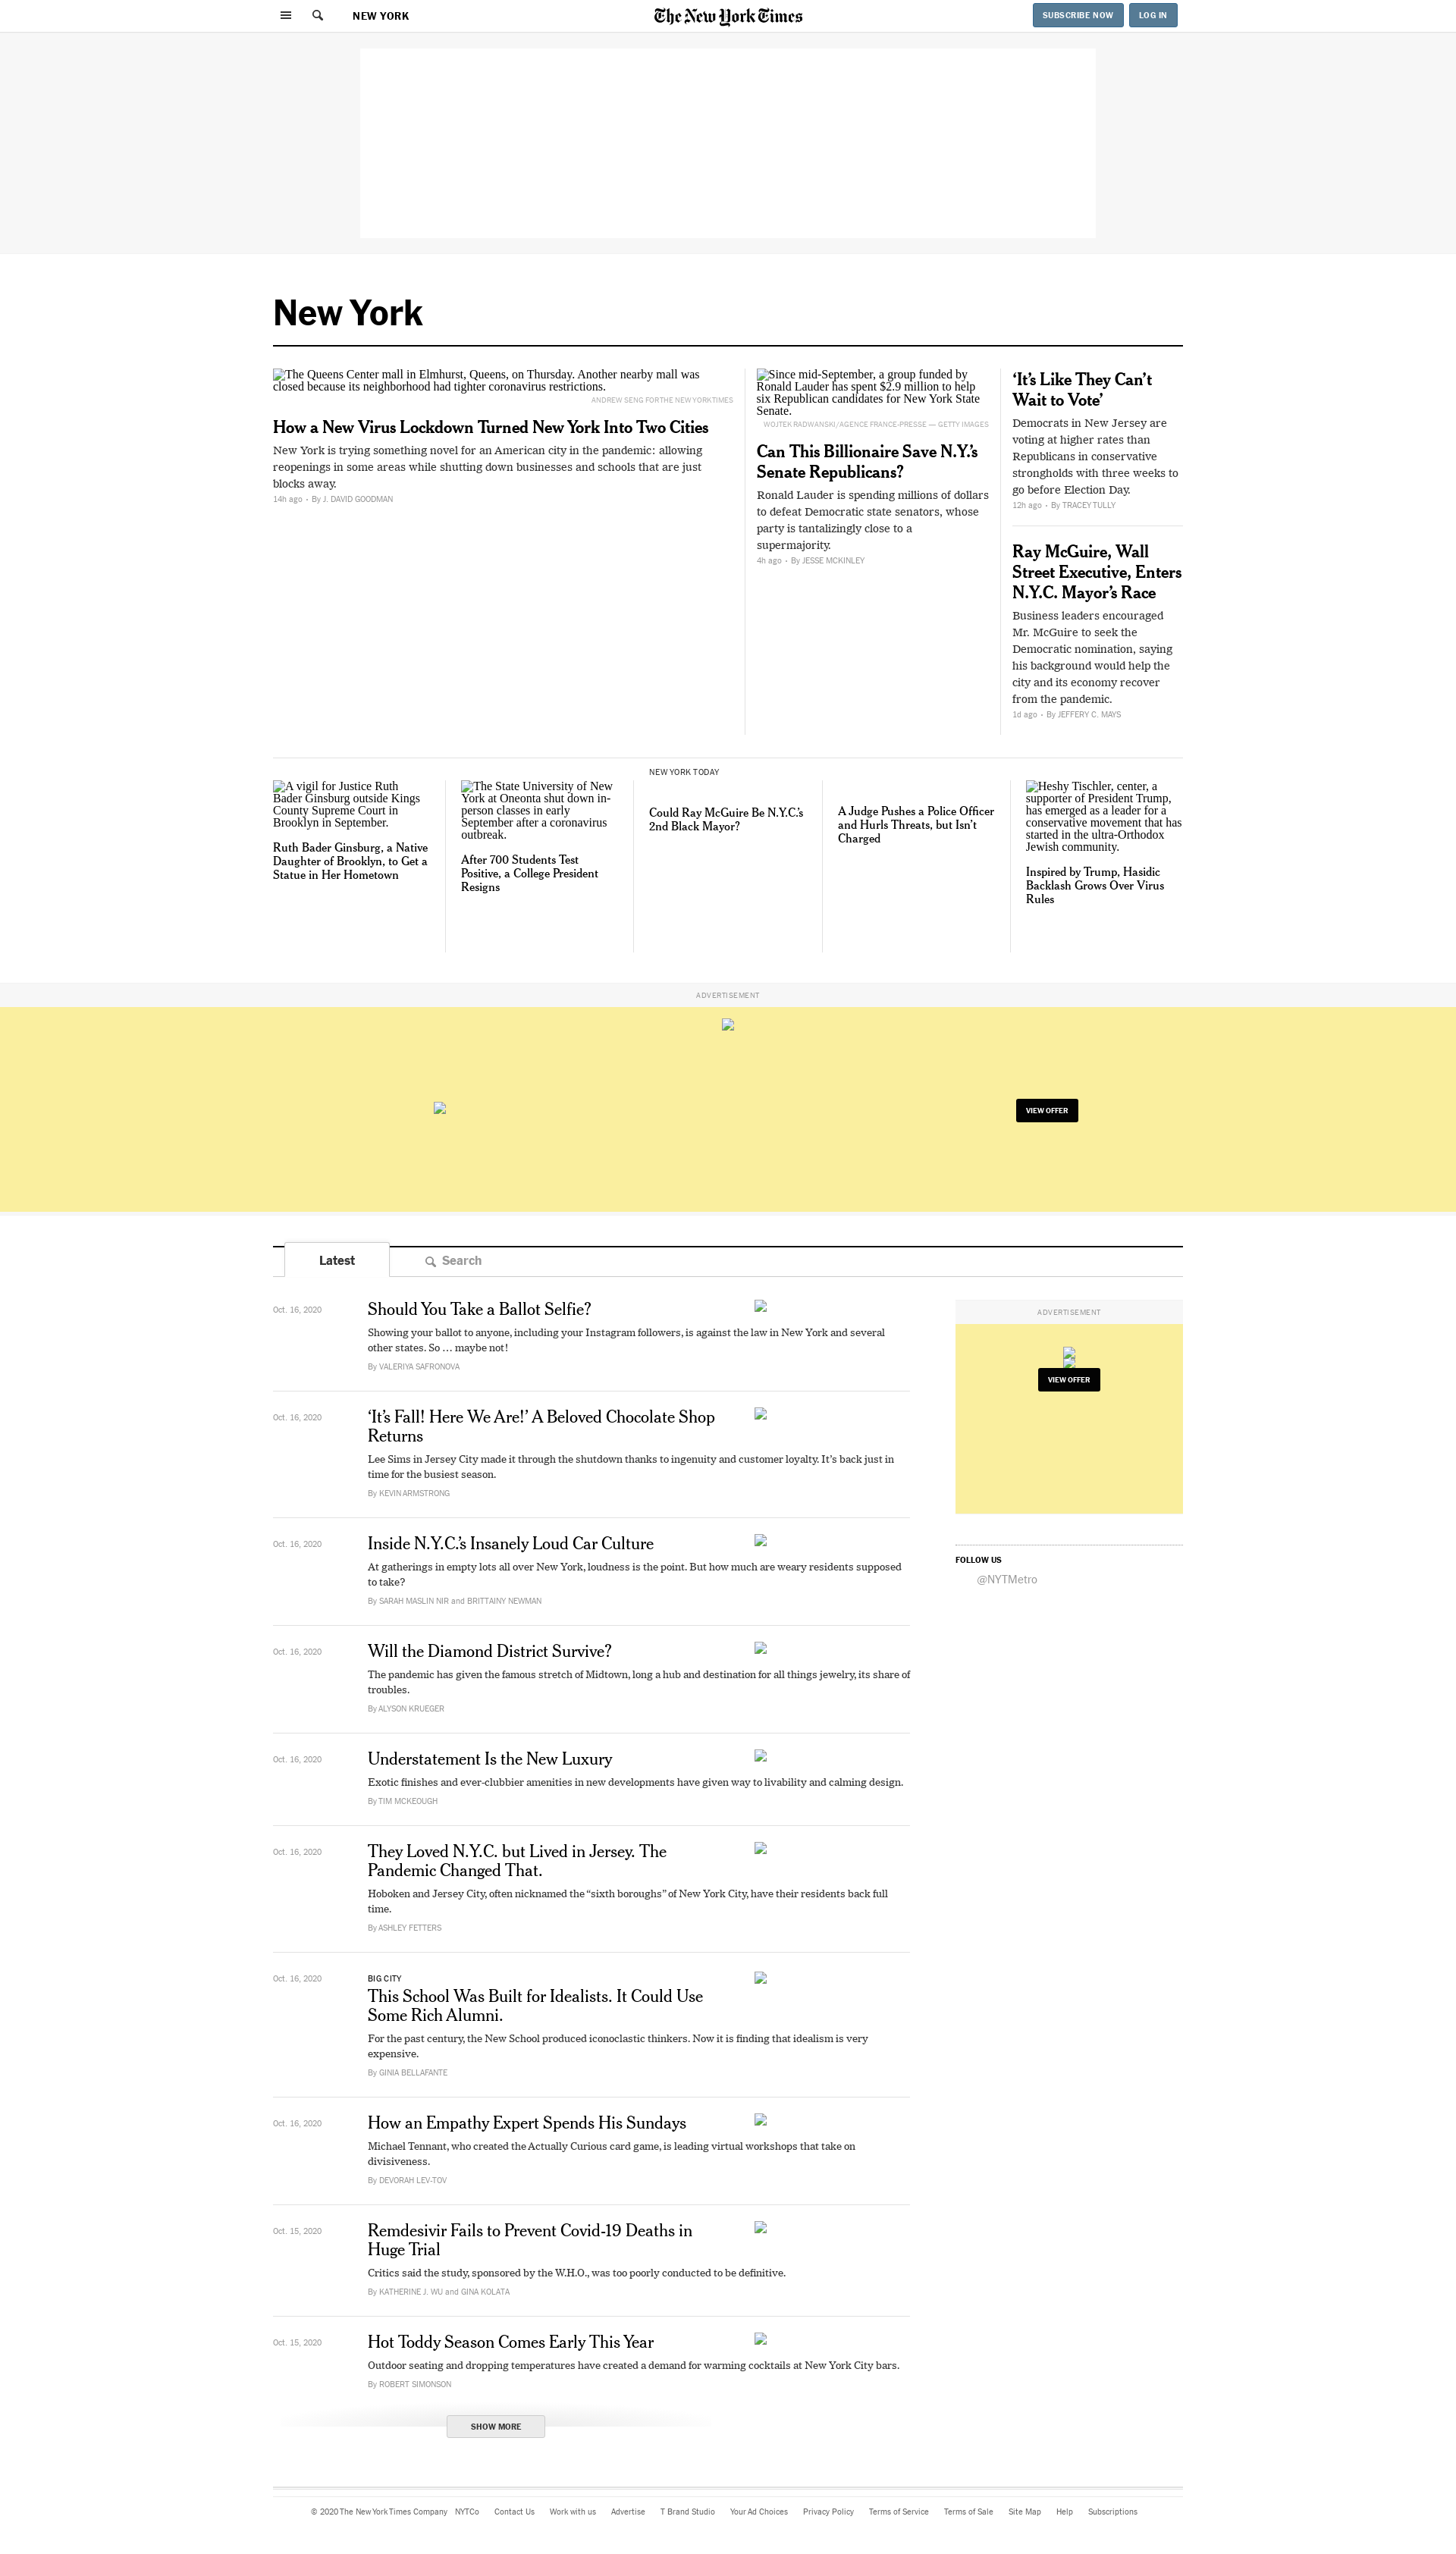 NEW YORK
The New York Times
SUBSCRIBE NOW
LOG IN
New York
The Queens Center mall in Elmhurst, Queens, on Thursday. Another nearby mall was
closed because its neighborhood had tighter coronavirus restrictions.
ANDREW SENG FOR THE NEW YORK TIMES
How a New Virus Lockdown Turned New York Into Two Cities
New York is trying something novel for an American city in the pandemic: allowing
reopenings in some areas while shutting down businesses and schools that are just
blocks away.
14h ago • By J. DAVID GOODMAN
Since mid-September, a group funded by
Ronald Lauder has spent $2.9 million to help
six Republican candidates for New York State
Senate.
WOJTEK RADWANSKI/AGENCE FRANCE-PRESSE — GETTY IMAGES
Can This Billionaire Save N.Y.’s
Senate Republicans?
Ronald Lauder is spending millions of dollars
to defeat Democratic state senators, whose
party is tantalizingly close to a
supermajority.
4h ago • By JESSE MCKINLEY
‘It’s Like They Can’t
Wait to Vote’
Democrats in New Jersey are
voting at higher rates than
Republicans in conservative
strongholds with three weeks to
go before Election Day.
12h ago • By TRACEY TULLY
Ray McGuire, Wall
Street Executive, Enters
N.Y.C. Mayor’s Race
Business leaders encouraged
Mr. McGuire to seek the
Democratic nomination, saying
his background would help the
city and its economy recover
from the pandemic.
1d ago • By JEFFERY C. MAYS
A vigil for Justice Ruth
Bader Ginsburg outside Kings
County Supreme Court in
Brooklyn in September.
Ruth Bader Ginsburg, a Native
Daughter of Brooklyn, to Get a
Statue in Her Hometown
The State University of New
York at Oneonta shut down in-
person classes in early
September after a coronavirus
outbreak.
After 700 Students Test
Positive, a College President
Resigns
NEW YORK TODAY
Could Ray McGuire Be N.Y.C.’s
2nd Black Mayor?
A Judge Pushes a Police Officer
and Hurls Threats, but Isn’t
Charged
Heshy Tischler, center, a
supporter of President Trump,
has emerged as a leader for a
conservative movement that has
started in the ultra-Orthodox
Jewish community.
Inspired by Trump, Hasidic
Backlash Grows Over Virus
Rules
ADVERTISEMENT
VIEW OFFER
Latest
Search
Oct. 16, 2020
Should You Take a Ballot Selfie?
Showing your ballot to anyone, including your Instagram followers, is against the law in New York and several
other states. So … maybe not!
By VALERIYA SAFRONOVA
Oct. 16, 2020
‘It’s Fall! Here We Are!’ A Beloved Chocolate Shop
Returns
Lee Sims in Jersey City made it through the shutdown thanks to ingenuity and customer loyalty. It’s back just in
time for the busiest season.
By KEVIN ARMSTRONG
Oct. 16, 2020
Inside N.Y.C.’s Insanely Loud Car Culture
At gatherings in empty lots all over New York, loudness is the point. But how much are weary residents supposed
to take?
By SARAH MASLIN NIR and BRITTAINY NEWMAN
Oct. 16, 2020
Will the Diamond District Survive?
The pandemic has given the famous stretch of Midtown, long a hub and destination for all things jewelry, its share of
troubles.
By ALYSON KRUEGER
Oct. 16, 2020
Understatement Is the New Luxury
Exotic finishes and ever-clubbier amenities in new developments have given way to livability and calming design.
By TIM MCKEOUGH
Oct. 16, 2020
They Loved N.Y.C. but Lived in Jersey. The
Pandemic Changed That.
Hoboken and Jersey City, often nicknamed the “sixth boroughs” of New York City, have their residents back full
time.
By ASHLEY FETTERS
Oct. 16, 2020
BIG CITY
This School Was Built for Idealists. It Could Use
Some Rich Alumni.
For the past century, the New School produced iconoclastic thinkers. Now it is finding that idealism is very
expensive.
By GINIA BELLAFANTE
Oct. 16, 2020
How an Empathy Expert Spends His Sundays
Michael Tennant, who created the Actually Curious card game, is leading virtual workshops that take on
divisiveness.
By DEVORAH LEV-TOV
Oct. 15, 2020
Remdesivir Fails to Prevent Covid-19 Deaths in
Huge Trial
Critics said the study, sponsored by the W.H.O., was too poorly conducted to be definitive.
By KATHERINE J. WU and GINA KOLATA
Oct. 15, 2020
Hot Toddy Season Comes Early This Year
Outdoor seating and dropping temperatures have created a demand for warming cocktails at New York City bars.
By ROBERT SIMONSON
SHOW MORE
ADVERTISEMENT
VIEW OFFER
FOLLOW US
@NYTMetro
© 2020 The New York Times Company NYTCo Contact Us Work with us Advertise T Brand Studio Your Ad Choices Privacy Policy Terms of Service Terms of Sale Site Map Help Subscriptions